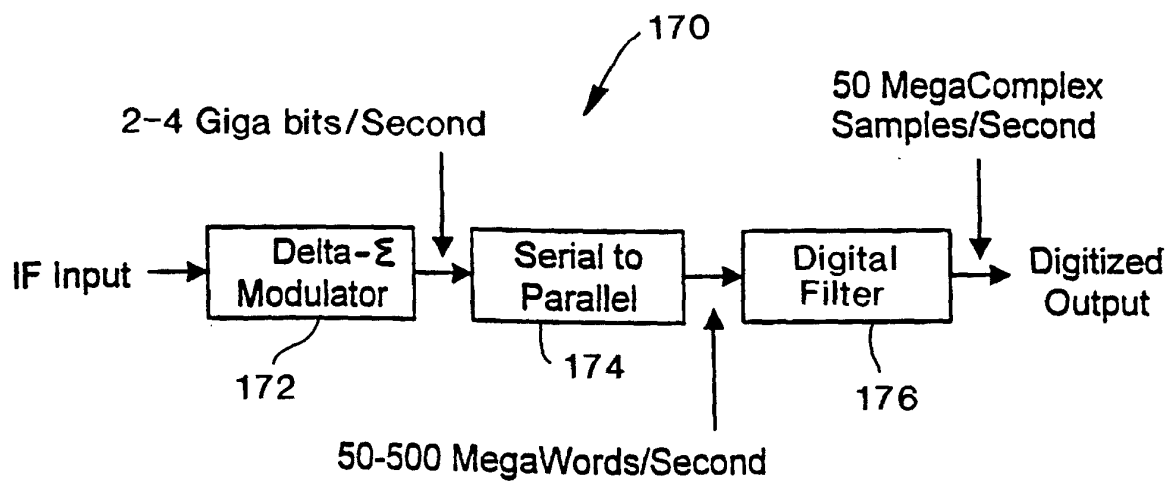 170
2-4 Giga bits/Second
50 MegaComplex
Samples/Second
IF Input
Delta-Σ
Modulator
Serial to
Parallel
Digital
Filter
Digitized
Output
172
174
176
50-500 MegaWords/Second